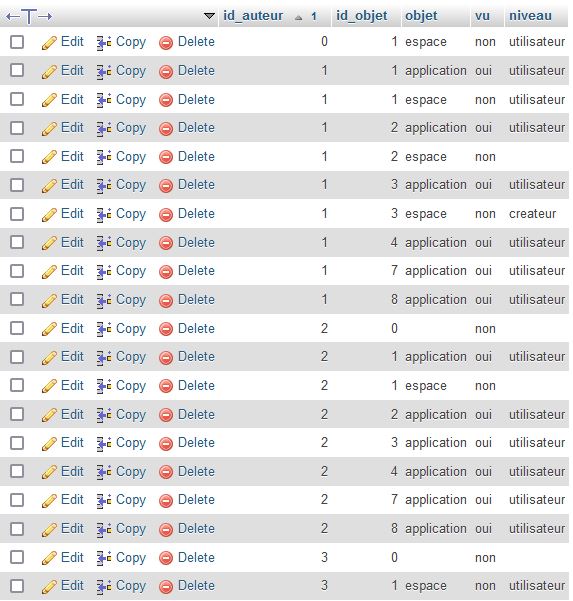 id_auteur 1 id_objet objet vu niveau
Edit Copy Delete 0 1 espace non utilisateur
Edit Copy Delete 1 1 application oui utilisateur
Edit Copy Delete 1 1 espace non utilisateur
Edit Copy Delete 1 2 application oui utilisateur
Edit Copy Delete 1 2 espace non
Edit Copy Delete 1 3 application oui utilisateur
Edit Copy Delete 1 3 espace non createur
Edit Copy Delete 1 4 application oui utilisateur
Edit Copy Delete 1 7 application oui utilisateur
Edit Copy Delete 1 8 application oui utilisateur
Edit Copy Delete 2 0 non
Edit Copy Delete 2 1 application oui utilisateur
Edit Copy Delete 2 1 espace non
Edit Copy Delete 2 2 application oui utilisateur
Edit Copy Delete 2 3 application oui utilisateur
Edit Copy Delete 2 4 application oui utilisateur
Edit Copy Delete 2 7 application oui utilisateur
Edit Copy Delete 2 8 application oui utilisateur
Edit Copy Delete 3 0 non
Edit Copy Delete 3 1 espace non utilisateur